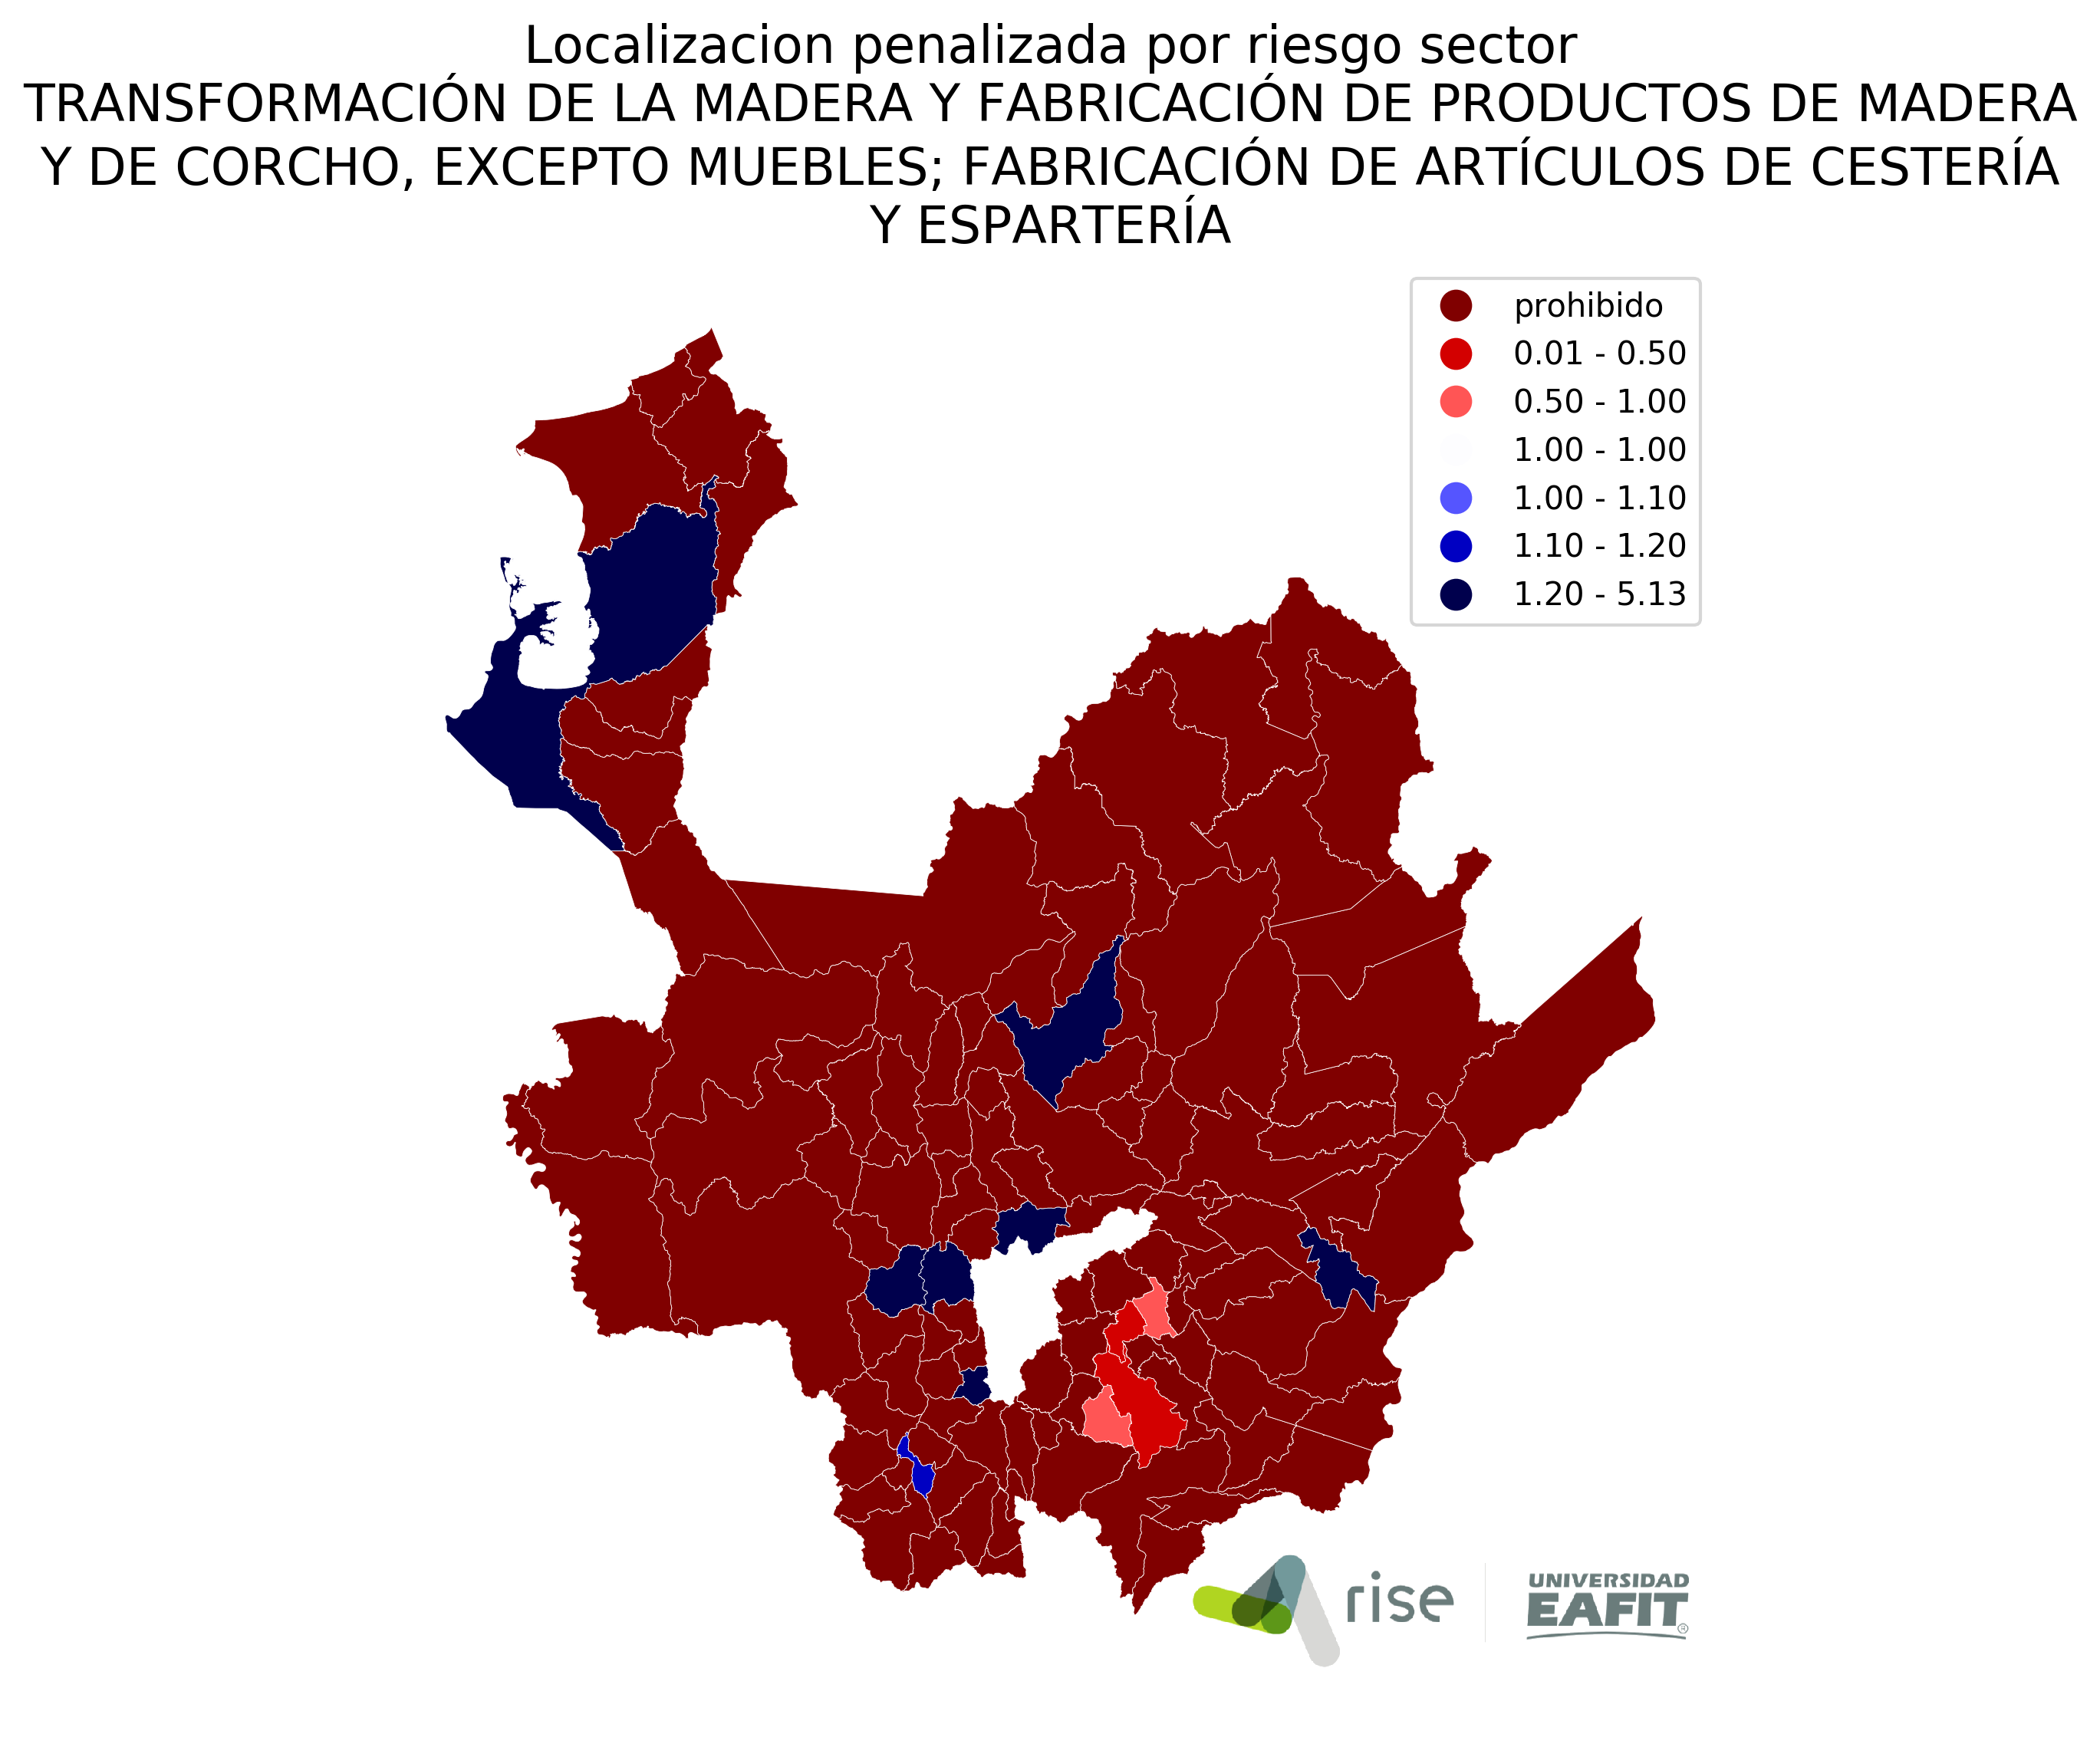 Localizacion penalizada por riesgo sector
TRANSFORMACIÓN DE LA MADERA Y FABRICACIÓN DE PRODUCTOS DE MADERA
Y DE CORCHO, EXCEPTO MUEBLES; FABRICACIÓN DE ARTÍCULOS DE CESTERÍA
Y ESPARTERÍA
prohibido
0.01 - 0.50
0.50 - 1.00
1.00 - 1.00
1.00 - 1.10
1.10 - 1.20
1.20 - 5.13
rise
UNIVERSIDAD
EAFIT®